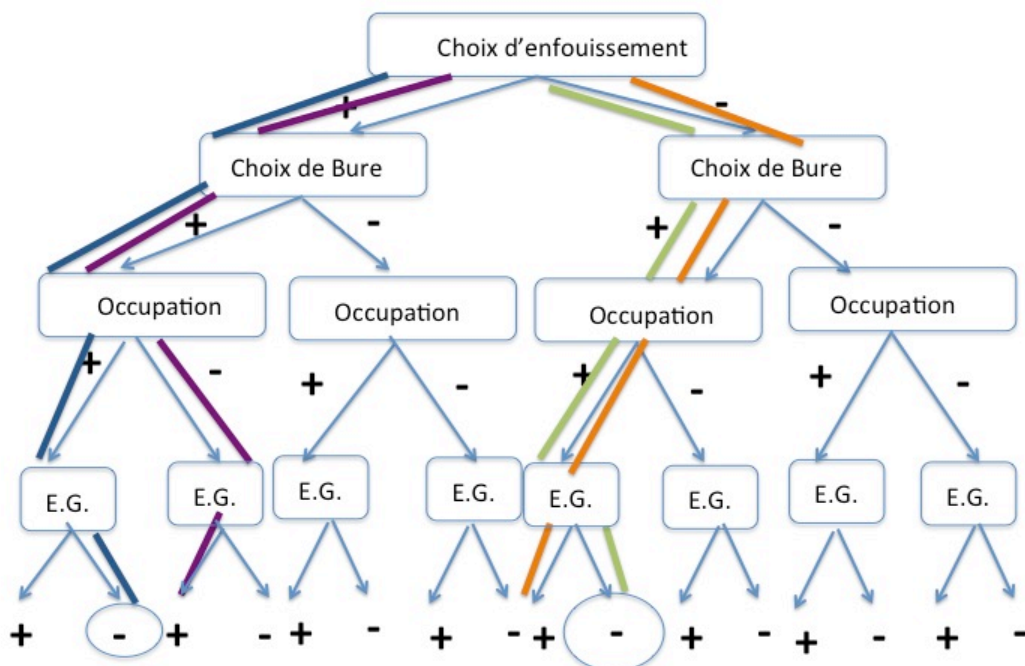 Choix d'enfouissement
+ -
Choix de Bure Choix de Bure
+ - + -
Occupation Occupation Occupation Occupation
+ - + - + - + -
E.G. E.G. E.G. E.G. E.G. E.G. E.G. E.G.
+ - + - + - + - + - + - + - + -